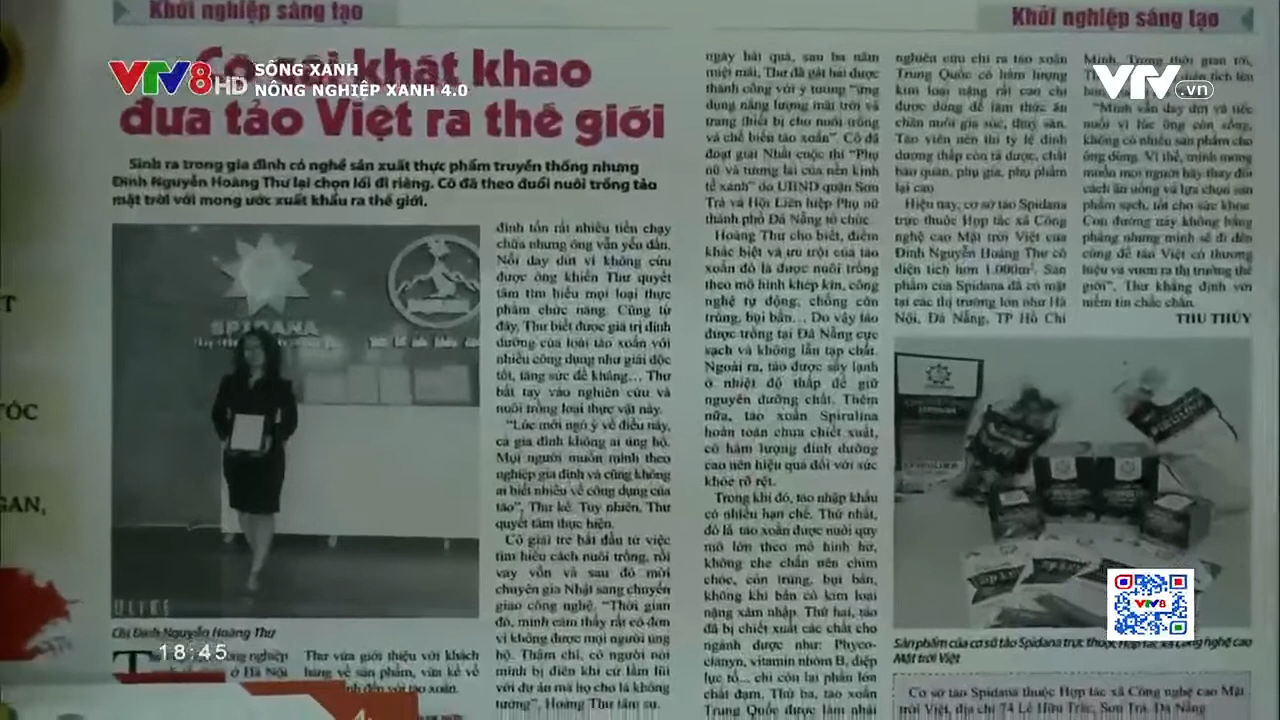 Khởi nghiệp sáng tạo
Khởi nghiệp sáng tạo
VTV8 HD
SỐNG XANH
NÔNG NGHIỆP XANH 4.0
VTV.vn
khát khao
đưa tảo Việt ra thế giới
Sinh ra trong gia đình có nghề sản xuất thực phẩm truyền thống nhưng
Đinh Nguyễn Hoàng Thư lại chọn lối đi riêng. Cô đã theo đuổi nuôi trồng tảo
mặt trời với mong ước xuất khẩu ra thế giới.
SPIDANA
ULIKE
Chị Đinh Nguyễn Hoàng Thư
18:45
nghiệp
ở Hà Nội
Thư vừa giới thiệu với khách
hàng về sản phẩm, vừa kể về
đến với tảo xoắn.
đình tốn rất nhiều tiền chạy
chữa nhưng ông vẫn yếu dần.
Nỗi day dứt vì không cứu
được ông khiến Thư quyết
tâm tìm hiểu mọi loại thực
phẩm chức năng. Cũng từ
đây, Thư biết được giá trị dinh
dưỡng của loài tảo xoắn với
nhiều công dụng như giải độc
tốt, tăng sức đề kháng... Thư
bắt tay vào nghiên cứu và
nuôi trồng loại thực vật này.
"Lúc mới ngỏ ý về điều này,
cả gia đình không ai ủng hộ.
Mọi người muốn mình theo
nghiệp gia đình và cũng không
ai biết nhiều về công dụng của
tảo", Thư kể. Tuy nhiên, Thư
quyết tâm thực hiện.
Cô gái trẻ bắt đầu từ việc
tìm hiểu cách nuôi trồng, rồi
vay vốn và sau đó mời
chuyên gia Nhật sang chuyển
giao công nghệ. "Thời gian
đó, mình cảm thấy rất cô đơn
vì không được mọi người ủng
hộ. Thậm chí, có người nói
mình bị điên khi cứ lầm lũi
với dự án mà họ cho là không
tưởng", Hoàng Thư tâm sự.
ngày hái quả, sau ba năm
miệt mài, Thư đã gặt hái được
thành công với ý tưởng "ứng
dụng năng lượng mặt trời và
trang thiết bị cho nuôi trồng
và chế biến tảo xoắn". Cô đã
đoạt giải Nhất cuộc thi "Phụ
nữ và tương lai của nền kinh
tế xanh" do UBND quận Sơn
Trà và Hội Liên hiệp Phụ nữ
thành phố Đà Nẵng tổ chức.
Hoàng Thư cho biết, điểm
khác biệt và ưu trội của tảo
xoắn đó là được nuôi trồng
theo mô hình khép kín, công
nghệ tự động, chống côn
trùng, bụi bẩn... Do vậy tảo
được trồng tại Đà Nẵng cực
sạch và không lẫn tạp chất.
Ngoài ra, tảo được sấy lạnh
ở nhiệt độ thấp để giữ
nguyên dưỡng chất. Thêm
nữa, tảo xoắn Spirulina
hoàn toàn chưa chiết xuất,
có hàm lượng dinh dưỡng
cao nên hiệu quả đối với sức
khỏe rõ rệt.
Trong khi đó, tảo nhập khẩu
có nhiều hạn chế. Thứ nhất,
đó là tảo xoắn được nuôi quy
mô lớn theo mô hình hở,
không che chắn nên chim
chóc, côn trùng, bụi bẩn,
không khí bẩn có kim loại
nặng xâm nhập. Thứ hai, tảo
đã bị chiết xuất các chất cho
ngành dược như: Phyco-
cianyn, vitamin nhóm B, diệp
lục tố... chỉ còn lại phần lớn
chất đạm. Thứ ba, tảo xoắn
Trung Quốc được làm nhái
nghiên cứu chỉ ra tảo xoắn
Trung Quốc có hàm lượng
kim loại nặng rất cao chỉ
được dùng để làm thức ăn
chăn nuôi gia súc, thủy sản.
Tảo viên nén thì tỷ lệ dinh
dưỡng thấp còn tá dược, chất
bảo quản, phụ gia, phụ phẩm
lại cao.
Hiện nay, cơ sở tảo Spidana
trực thuộc Hợp tác xã Công
nghệ cao Mặt trời Việt của
Đinh Nguyễn Hoàng Thư có
diện tích hơn 1.000m². Sản
phẩm của Spidana đã có mặt
tại các thị trường lớn như Hà
Nội, Đà Nẵng, TP Hồ Chí
Minh. Trong thời gian tới,
Thư
"Mình vẫn day dứt và tiếc
nuối vì lúc ông còn sống,
không có nhiều sản phẩm cho
ông dùng. Vì thế, mình mong
muốn mọi người hãy thay đổi
cách ăn uống và lựa chọn sản
phẩm sạch, tốt cho sức khỏe.
Con đường này không bằng
phẳng nhưng mình sẽ đi đến
cùng để tảo Việt có thương
hiệu và vươn ra thị trường thế
giới", Thư khẳng định với
niềm tin chắc chắn.
THU THỦY
VTV8
Sản phẩm của cơ sở tảo Spidana trực thuộc Hợp tác xã Công nghệ cao
Mặt trời Việt
Cơ sở tảo Spidana thuộc Hợp tác xã Công nghệ cao Mặt
trời Việt, địa chỉ 74 Lê Hữu Trác, Sơn Trà, Đà Nẵng